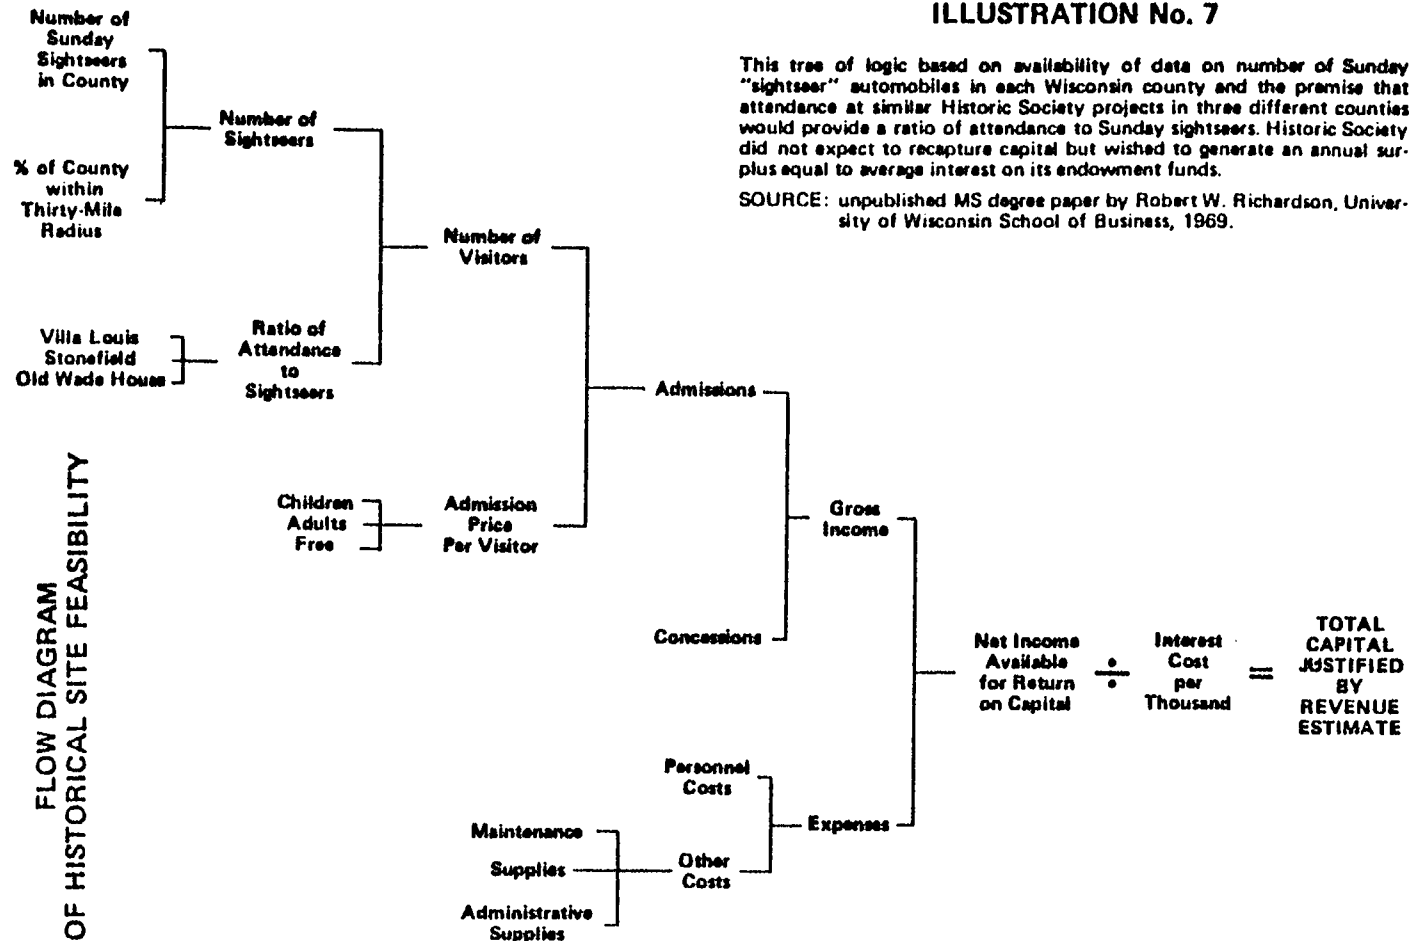 ILLUSTRATION No. 7
This tree of logic based on availability of data on number of Sunday
"sightseer" automobiles in each Wisconsin county and the premise that
attendance at similar Historic Society projects in three different counties
would provide a ratio of attendance to Sunday sightseers. Historic Society
did not expect to recapture capital but wished to generate an annual sur-
plus equal to average interest on its endowment funds.
SOURCE: unpublished MS degree paper by Robert W. Richardson, Univer-
sity of Wisconsin School of Business, 1969.
FLOW DIAGRAM
OF HISTORICAL SITE FEASIBILITY
Number of
Sunday
Sightseers
in County
% of County
within
Thirty-Mile
Radius
Number of
Sightseers
Villa Louis
Stonefield
Old Wade House
Ratio of
Attendance
to
Sightseers
Number of
Visitors
Children
Adults
Free
Admission
Price
Per Visitor
Admissions
Concessions
Gross
Income
Personnel
Costs
Maintenance
Supplies
Administrative
Supplies
Other
Costs
Expenses
Net Income
Available
for Return
on Capital
÷
Interest
Cost
per
Thousand
=
TOTAL
CAPITAL
JUSTIFIED
BY
REVENUE
ESTIMATE